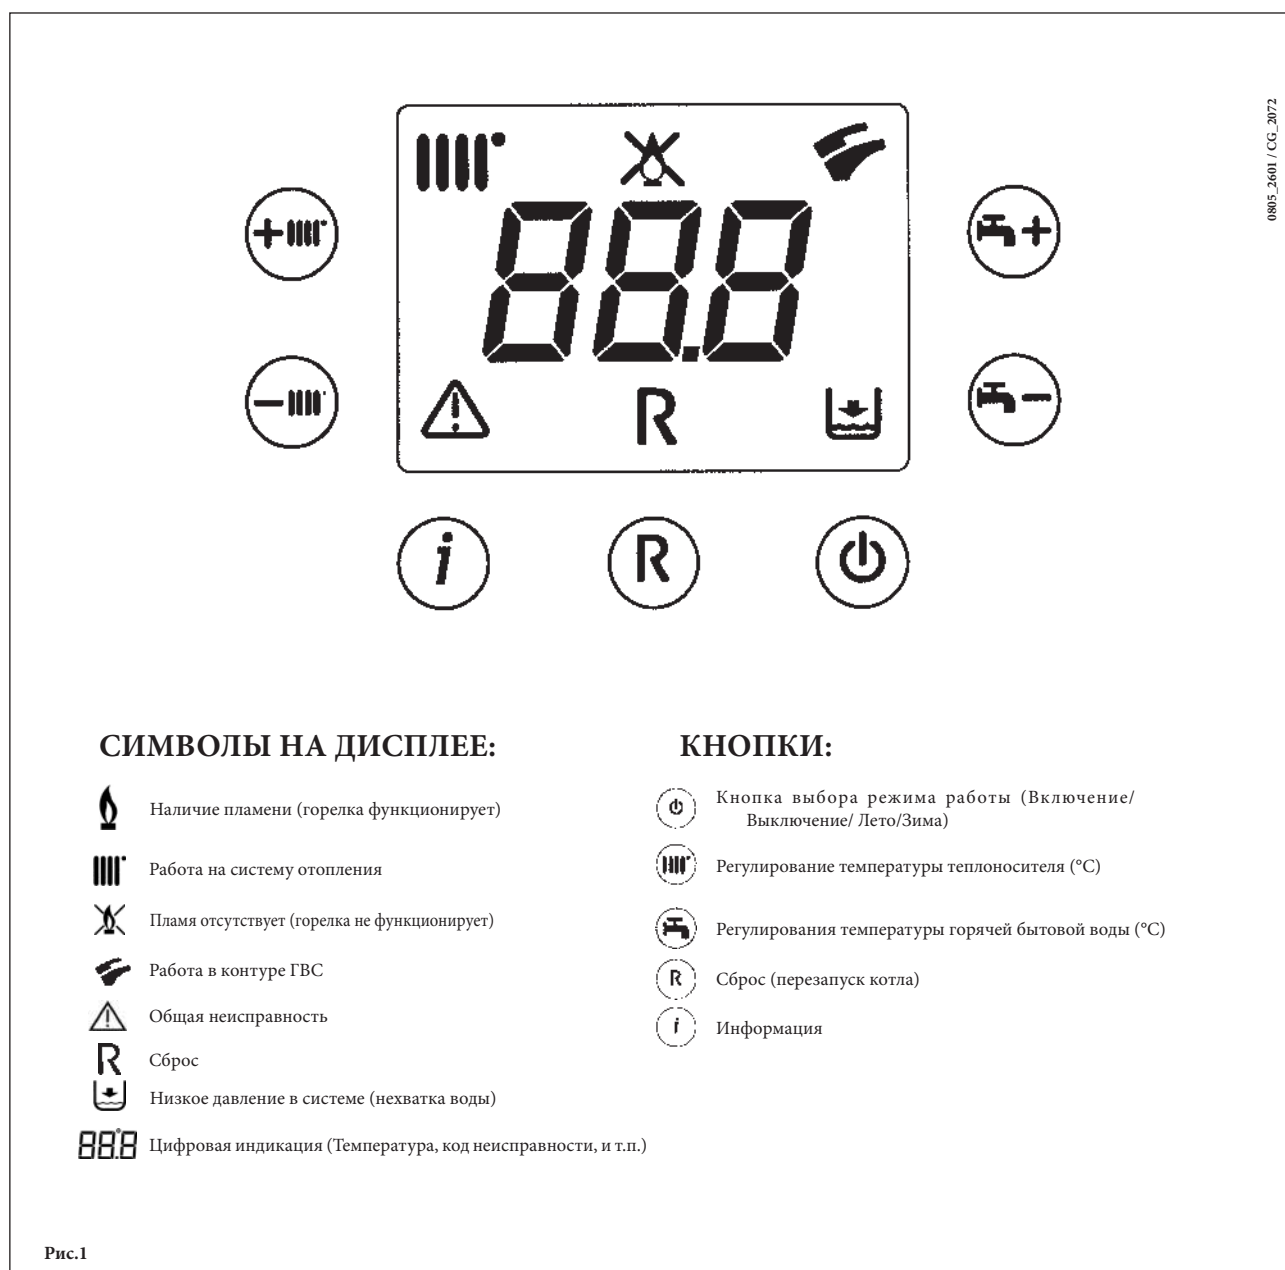 0805_2601 / CG_2072
88.8
R
i
R
СИМВОЛЫ НА ДИСПЛЕЕ:
Наличие пламени (горелка функционирует)
Работа на систему отопления
Пламя отсутствует (горелка не функционирует)
Работа в контуре ГВС
Общая неисправность
R Сброс
Низкое давление в системе (нехватка воды)
88.8 Цифровая индикация (Температура, код неисправности, и т.п.)
КНОПКИ:
Кнопка выбора режима работы (Включение/
Выключение/ Лето/Зима)
Регулирование температуры теплоносителя (°C)
Регулирования температуры горячей бытовой воды (°C)
R Сброс (перезапуск котла)
i Информация
Рис.1